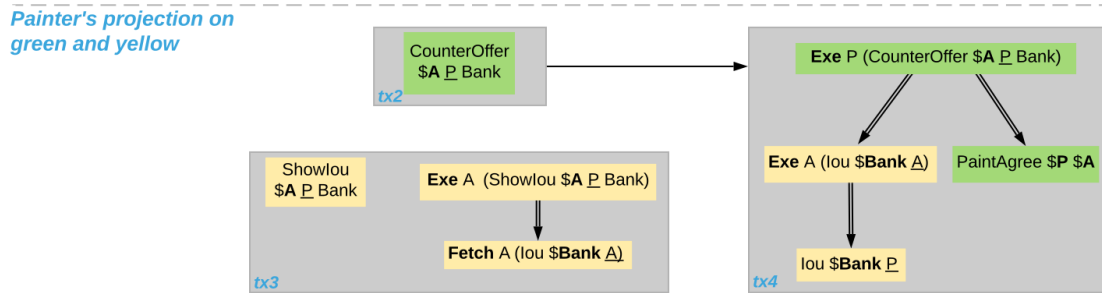 Painter's projection on
green and yellow
CounterOffer
$A P Bank
tx2
Exe P (CounterOffer $A P Bank)
Exe A (Iou $Bank A)
PaintAgree $P $A
Iou $Bank P
tx4
ShowIou
$A P Bank
Exe A (ShowIou $A P Bank)
Fetch A (Iou $Bank A)
tx3